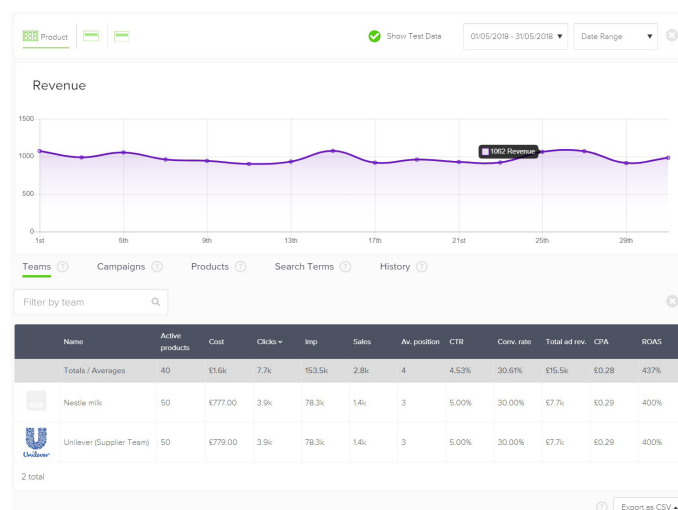 Product
Show Test Data
01/05/2018 - 31/05/2018
Date Range
Revenue
1500
1000
500
0
1062 Revenue
1st 5th 9th 13th 17th 21st 25th 29th
Teams ? Campaigns ? Products ? Search Terms ? History ?
Filter by team
Name Active products Cost Clicks Imp Sales Av. position CTR Conv. rate Total ad rev. CPA ROAS
Totals / Averages 40 £1.6k 7.7k 153.5k 2.8k 4 4.53% 30.61% £15.5k £0.28 437%
Nestle milk 50 £777.00 3.9k 78.3k 1.4k 3 5.00% 30.00% £7.7k £0.29 400%
Unilever
Unilever (Supplier Team) 50 £779.00 3.9k 78.3k 1.4k 3 5.00% 30.00% £7.7k £0.29 400%
2 total
? Export as CSV